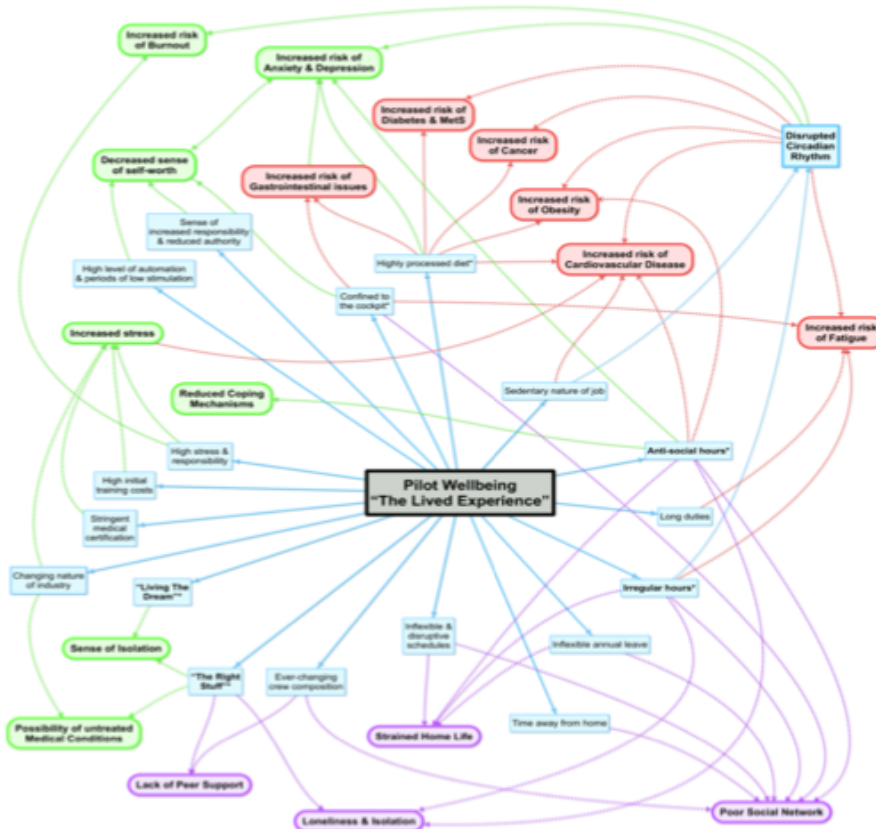 Increased risk
of Burnout
Increased risk of
Anxiety & Depression
Increased risk of
Diabetes & MetS
Increased risk
of Cancer
Disrupted
Circadian
Rhythm
Decreased sense
of self-worth
Increased risk of
Gastrointestinal issues
Increased risk
of Obesity
Sense of
increased responsibility
& reduced authority
Increased risk of
Cardiovascular Disease
Highly processed diet*
High level of automation
& periods of low stimulation
Confined to
the cockpit*
Increased stress
Increased risk
of Fatigue
Reduced Coping
Mechanisms
Sedentary nature of job
High stress &
responsibility
Anti-social hours*
High initial
training costs
Pilot Wellbeing
"The Lived Experience"
Stringent
medical
certification
Long duties
Changing nature
of industry
"Living The
Dream"*
Irregular hours*
Inflexible &
disruptive
schedules
Inflexible annual leave
Sense of Isolation
"The Right
Stuff"*
Ever-changing
crew composition
Time away from home
Possibility of untreated
Medical Conditions
Strained Home Life
Lack of Peer Support
Loneliness & Isolation
Poor Social Network